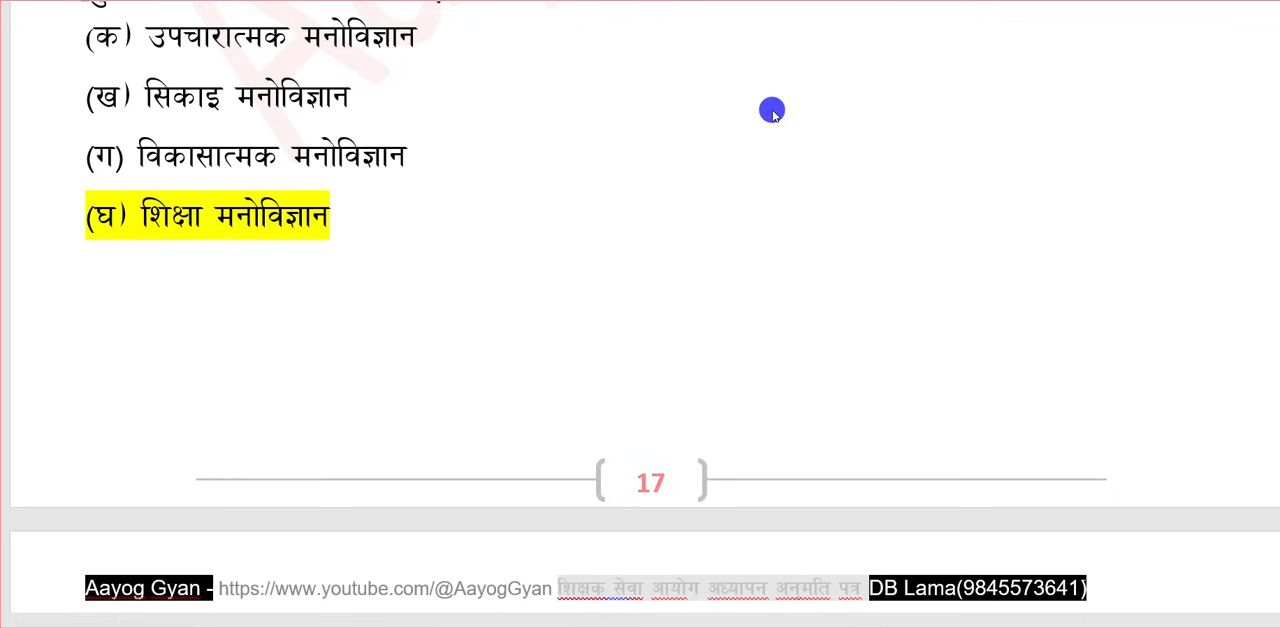 (क) उपचारात्मक मनोविज्ञान
(ख) सिकाइ मनोविज्ञान
(ग) विकासात्मक मनोविज्ञान
(घ) शिक्षा मनोविज्ञान
17
Aayog Gyan - https://www.youtube.com/@AayogGyan शिक्षक सेवा आयोग अध्यापन अनुमति पत्र DB Lama(9845573641)